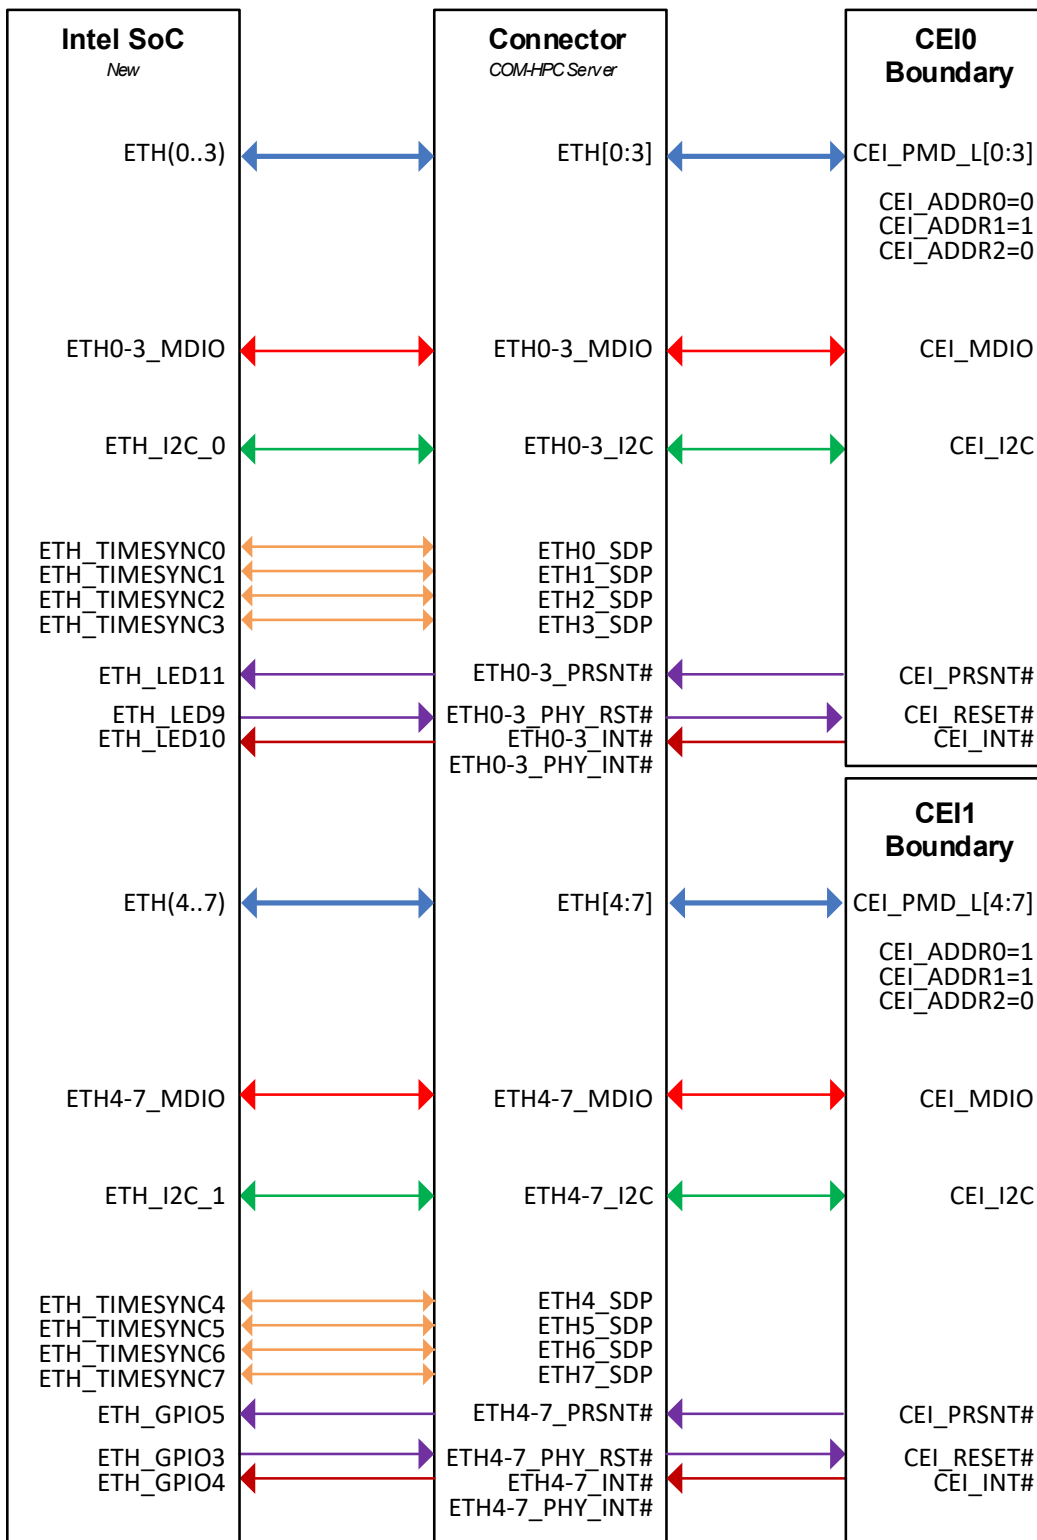 Intel SoC
New
Connector
COM-HPC Server
CEI0
Boundary
ETH(0..3)
ETH[0:3]
CEI_PMD_L[0:3]
CEI_ADDR0=0
CEI_ADDR1=1
CEI_ADDR2=0
ETH0-3_MDIO
ETH0-3_MDIO
CEI_MDIO
ETH_I2C_0
ETH0-3_I2C
CEI_I2C
ETH_TIMESYNC0
ETH0_SDP
ETH_TIMESYNC1
ETH1_SDP
ETH_TIMESYNC2
ETH2_SDP
ETH_TIMESYNC3
ETH3_SDP
ETH_LED11
ETH0-3_PRSNT#
CEI_PRSNT#
ETH_LED9
ETH0-3_PHY_RST#
CEI_RESET#
ETH_LED10
ETH0-3_INT#
CEI_INT#
ETH0-3_PHY_INT#
CEI1
Boundary
ETH(4..7)
ETH[4:7]
CEI_PMD_L[4:7]
CEI_ADDR0=1
CEI_ADDR1=1
CEI_ADDR2=0
ETH4-7_MDIO
ETH4-7_MDIO
CEI_MDIO
ETH_I2C_1
ETH4-7_I2C
CEI_I2C
ETH_TIMESYNC4
ETH4_SDP
ETH_TIMESYNC5
ETH5_SDP
ETH_TIMESYNC6
ETH6_SDP
ETH_TIMESYNC7
ETH7_SDP
ETH_GPIO5
ETH4-7_PRSNT#
CEI_PRSNT#
ETH_GPIO3
ETH4-7_PHY_RST#
CEI_RESET#
ETH_GPIO4
ETH4-7_INT#
CEI_INT#
ETH4-7_PHY_INT#